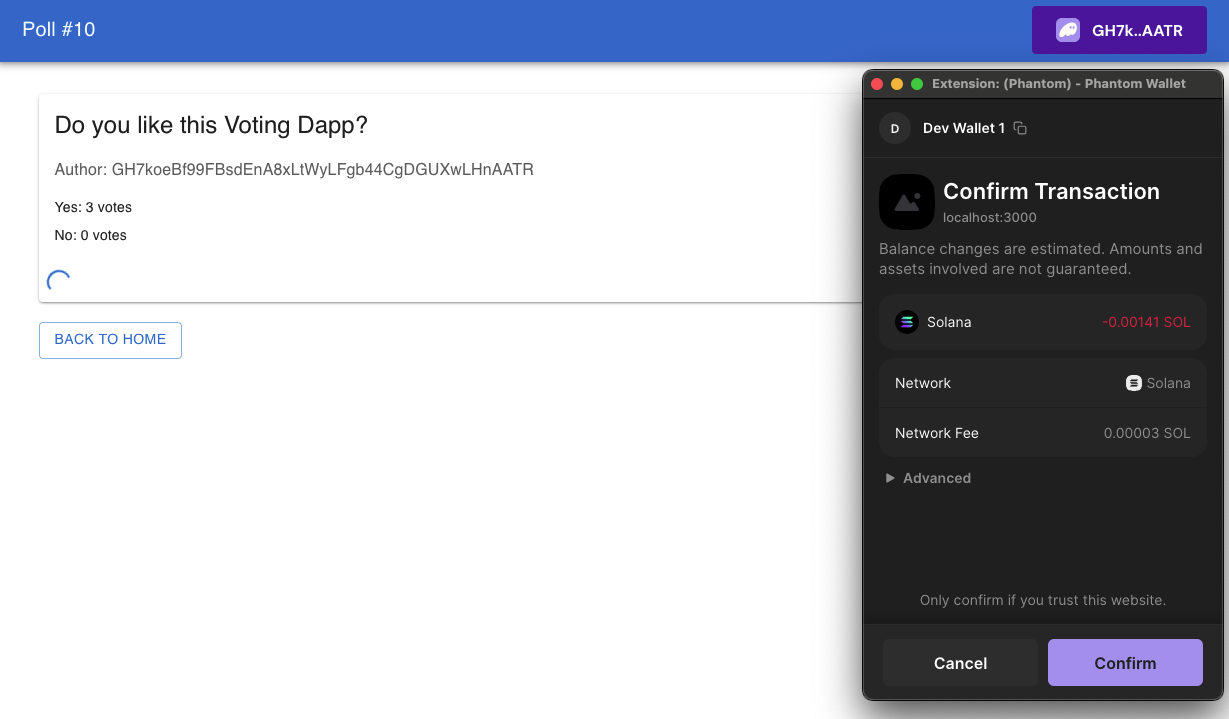 Poll #10
GH7k..AATR
Do you like this Voting Dapp?
Author: GH7koeBf99FBsdEnA8xLtWyLFgb44CgDGUXwLHnAATR
Yes: 3 votes
No: 0 votes
BACK TO HOME
Extension: (Phantom) - Phantom Wallet
D Dev Wallet 1
Confirm Transaction
localhost:3000
Balance changes are estimated. Amounts and
assets involved are not guaranteed.
Solana -0.00141 SOL
Network Solana
Network Fee 0.00003 SOL
Advanced
Only confirm if you trust this website.
Cancel Confirm